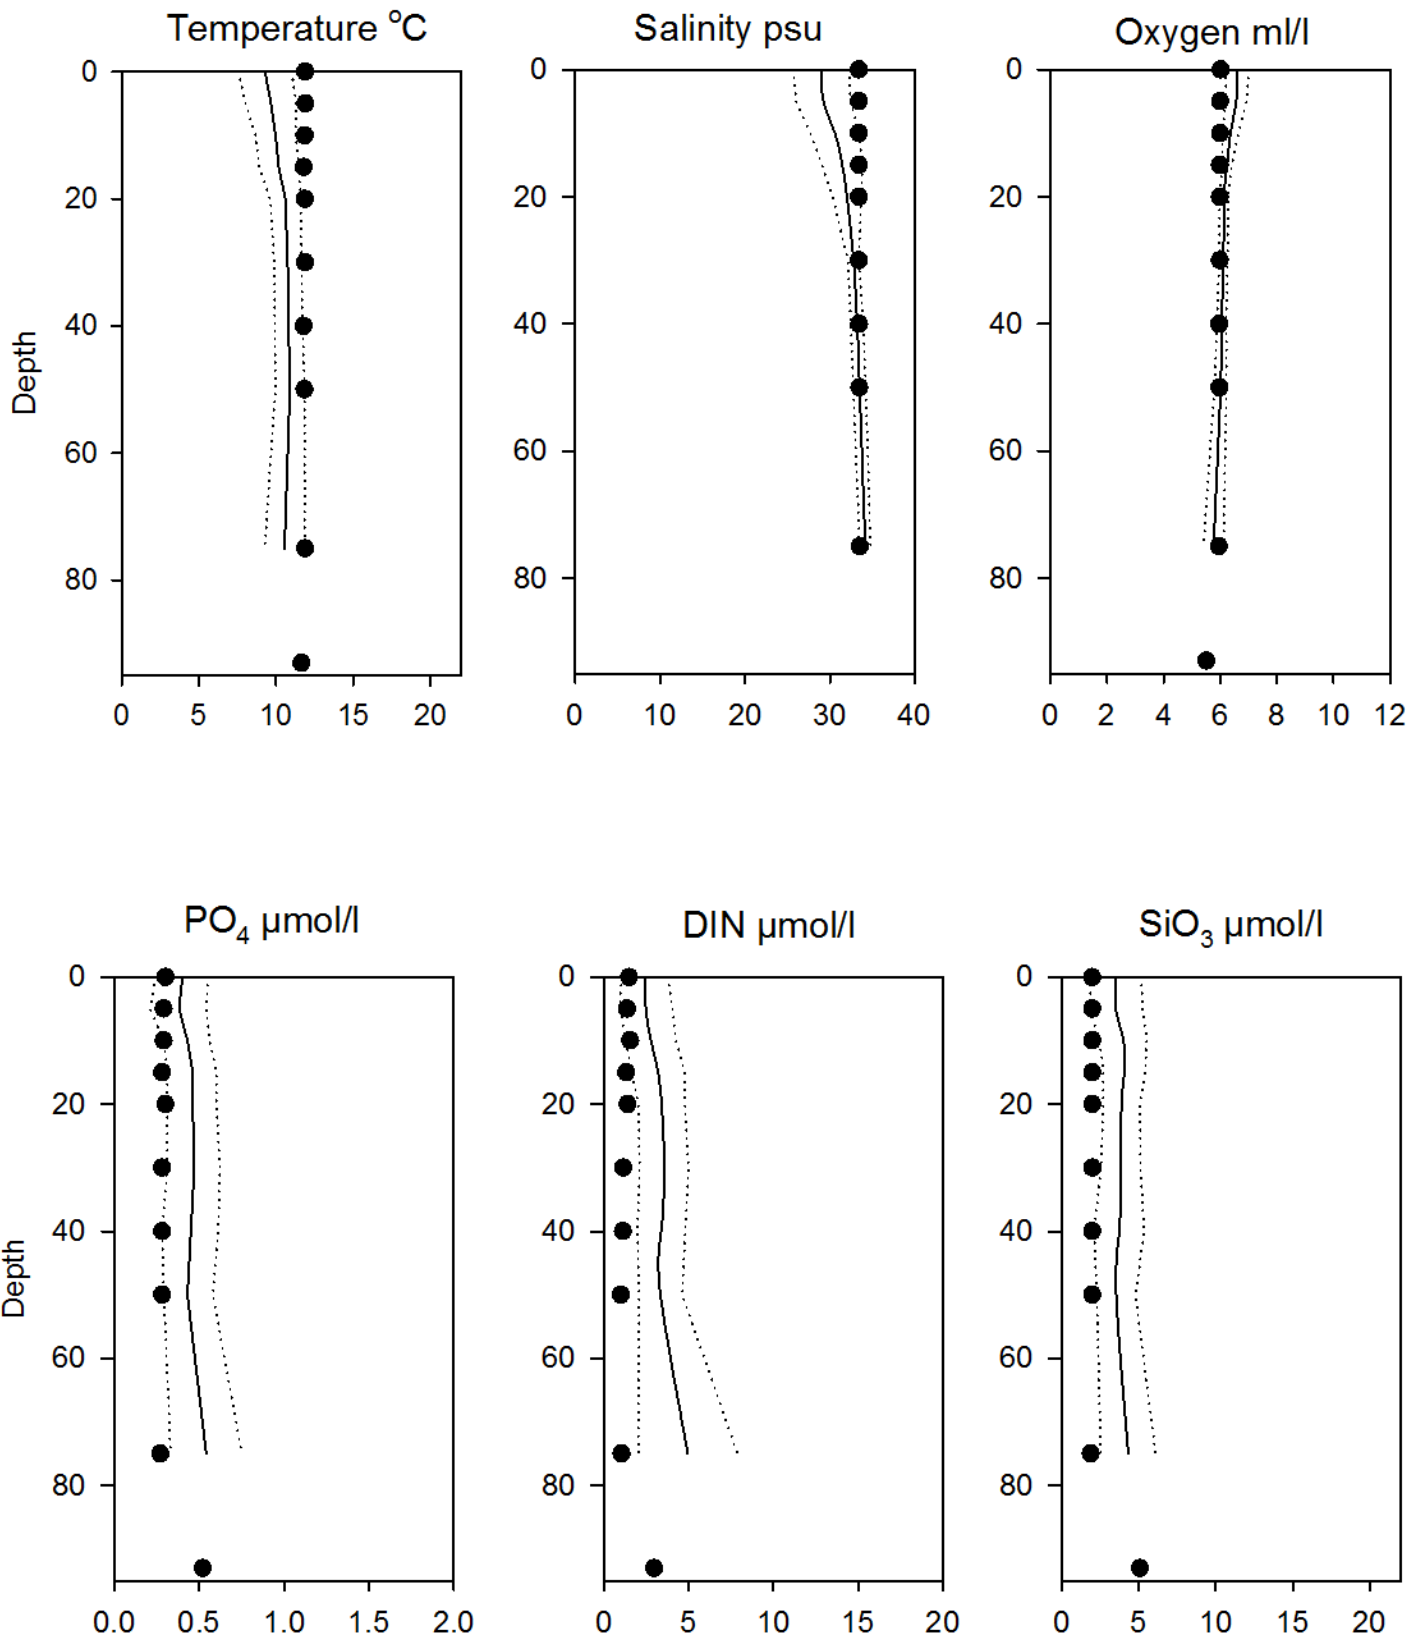 Temperature °C
Salinity psu
Oxygen ml/l
0
20
40
60
80
Depth
0 5 10 15 20
0
20
40
60
80
0 10 20 30 40
0
20
40
60
80
0 2 4 6 8 10 12
PO4 µmol/l
DIN µmol/l
SiO3 µmol/l
0
20
40
60
80
Depth
0.0 0.5 1.0 1.5 2.0
0
20
40
60
80
0 5 10 15 20
0
20
40
60
80
0 5 10 15 20